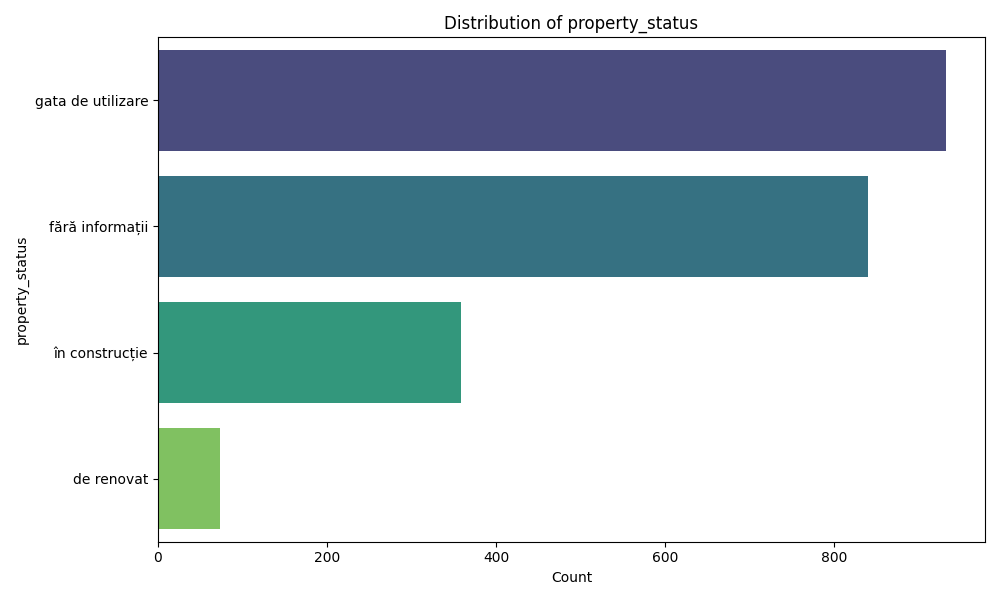 Distribution of property_status
gata de utilizare
fără informații
în construcție
de renovat
property_status
0
200
400
600
800
Count